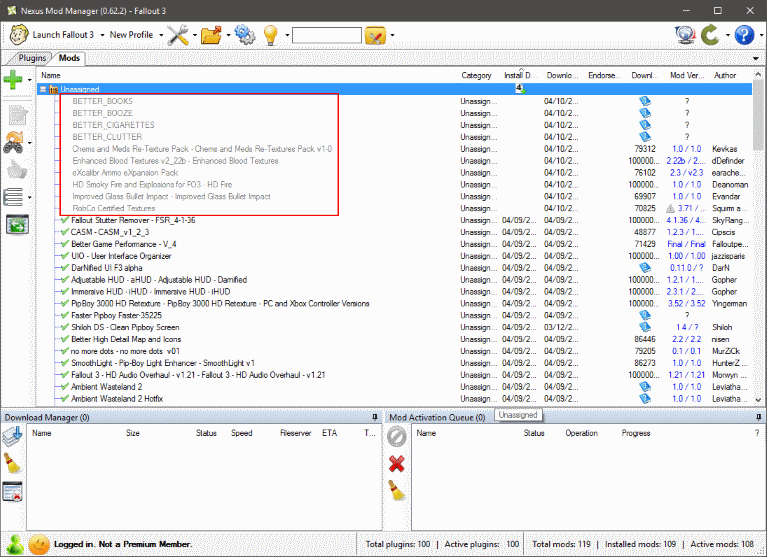 Nexus Mod Manager (0.62.2) - Fallout 3
Launch Fallout 3 New Profile
Plugins Mods
Name Category Install D... Downlo... Endorse... Downl... Mod Ver... Author
Unassigned 4
BETTER_BOOKS Unassign... 04/10/2... ?
BETTER_BOOZE Unassign... 04/10/2... ?
BETTER_CIGARETTES Unassign... 04/10/2... ?
BETTER_CLUTTER Unassign... 04/10/2... ?
Chems and Meds Re-Texture Pack - Chems and Meds Re-Textures Pack v1-0 Unassign... 04/10/2... 79312 1.0 / 1.0 Kevkas
Enhanced Blood Textures v2_22b - Enhanced Blood Textures Unassign... 04/10/2... 100000... 2.22b / 2.... dDefinder
eXcalibr Ammo eXpansion Pack Unassign... 04/10/2... 76102 2.3 / v2.3 earache...
HD Smoky Fire and Explosions for FO3 - HD Fire Unassign... 04/10/2... 100000... 1.0 / 1.0 Deanoman
Improved Glass Bullet Impact - Improved Glass Bullet Impact Unassign... 04/10/2... 69907 1.0 / 1.0 Evandar
RobCo Certified Textures Unassign... 04/10/2... 70825 3.71 / ... Squirm a...
Fallout Stutter Remover - FSR_4-1-36 Unassign... 04/09/2... 04/09/2... 100000... 4.1.36 / 4... SkyRang...
CASM - CASM_v1_2_3 Unassign... 04/09/2... 04/09/2... 48877 1.2.3 / 1.... Cipscis
Better Game Performance - V_4 Unassign... 04/09/2... 04/09/2... 71429 Final / Final Falloutpe...
UIO - User Interface Organizer Unassign... 04/09/2... 04/09/2... 100000... 1.00 / 1.00 jazzisparis
DarNified UI F3 alpha Unassign... 04/09/2... 04/09/2... 0.11.0 / ? DarN
Adjustable HUD - aHUD - Adjustable HUD - Darnified Unassign... 04/09/2... 04/09/2... 100000... 1.2.1 / 1.... Gopher
Immersive HUD - iHUD - Immersive HUD - iHUD Unassign... 04/09/2... 04/09/2... 100000... 2.3.1 / 2.... Gopher
PipBoy 3000 HD Retexture - PipBoy 3000 HD Retexture - PC and Xbox Controller Versions Unassign... 04/09/2... 04/09/2... 100000... 3.52 / 3.52 Yingerman
Faster Pipboy Faster-35225 Unassign... 04/09/2... 04/09/2... ?
Shiloh DS - Clean Pipboy Screen Unassign... 04/09/2... 03/12/2... 1.4 / ? Shiloh
Better High Detail Map and Icons Unassign... 04/09/2... 04/09/2... 86446 2.2 / 2.2 nisen
no more dots - no more dots v01 Unassign... 04/09/2... 04/09/2... 79205 0.1 / 0.1 MurZiCk
SmoothLight - Pip-Boy Light Enhancer - SmoothLight v1 Unassign... 04/09/2... 04/09/2... 86273 1.0 / 1.0 HunterZ
Fallout 3 - HD Audio Overhaul - v1.21 - Fallout 3 - HD Audio Overhaul - v1.21 Unassign... 04/09/2... 04/09/2... 100000... 1.21 / 1.21 Morwyn ...
Ambient Wasteland 2 Unassign... 04/09/2... 04/09/2... 1.0 / 1.0 Leviatha...
Ambient Wasteland 2 Hotfix Unassign... 04/09/2... 04/09/2... 1.0 / 1.0 Leviatha...
Download Manager (0) Mod Activation Queue (0) Unassigned
Name Size Status Speed Fileserver ETA T... Name Status Operation Progress ?
Logged in. Not a Premium Member. Total plugins: 100 | Active plugins: 100 Total mods: 119 | Installed mods: 109 | Active mods: 108